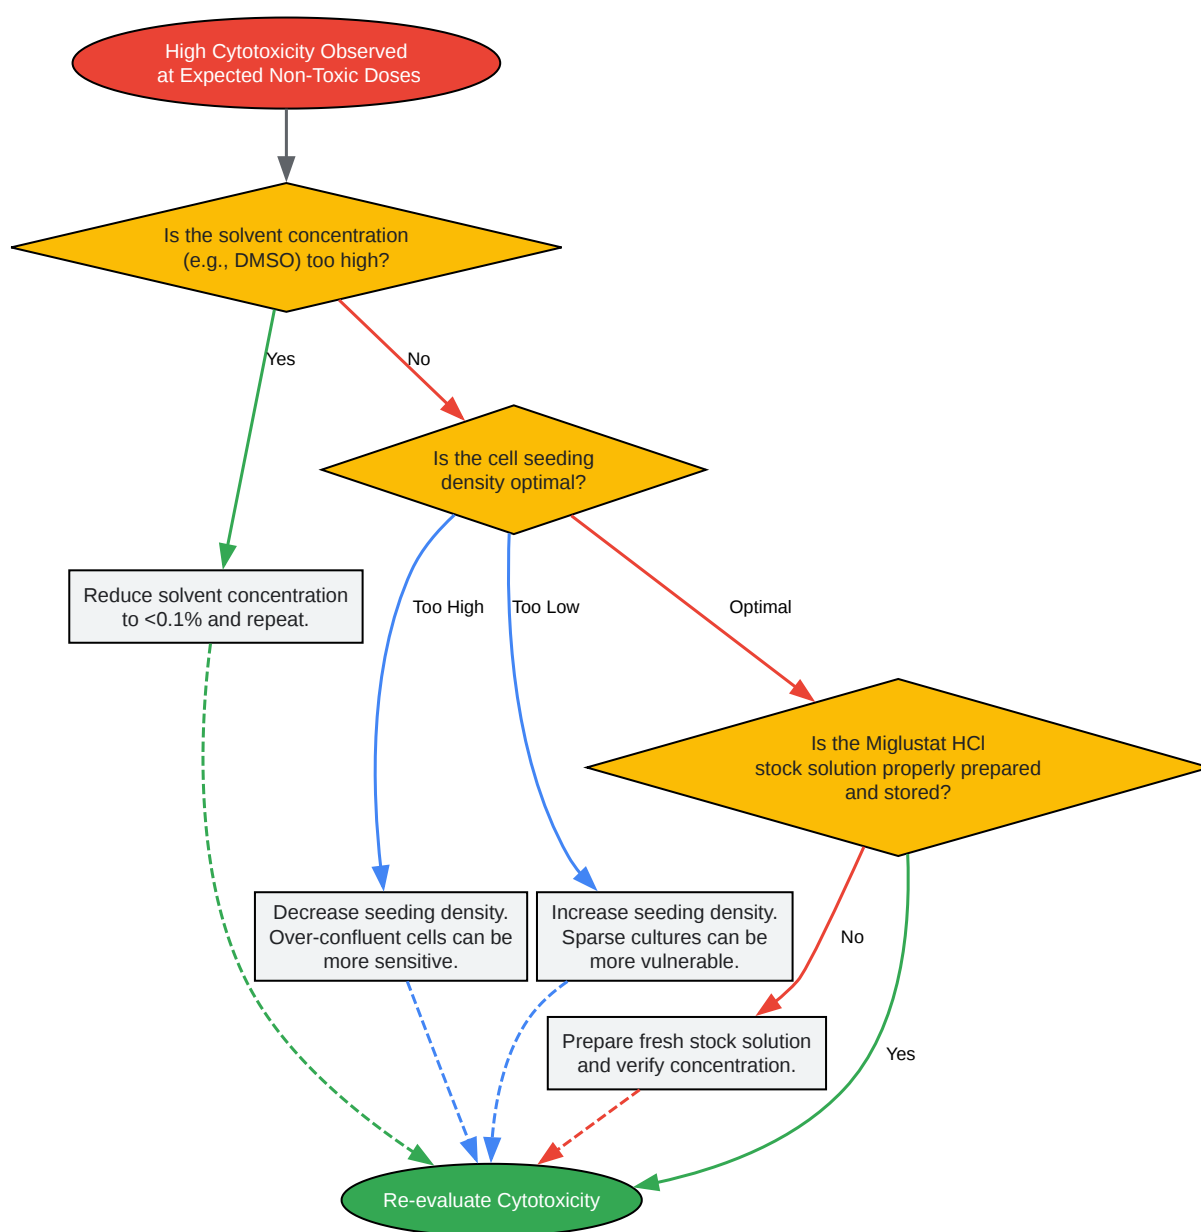 High Cytotoxicity Observed
at Expected Non-Toxic Doses
Is the solvent concentration
(e.g., DMSO) too high?
Yes
No
Is the cell seeding
density optimal?
Reduce solvent concentration
to <0.1% and repeat.
Too High
Too Low
Optimal
Is the Miglustat HCl
stock solution properly prepared
and stored?
Decrease seeding density.
Over-confluent cells can be
more sensitive.
Increase seeding density.
Sparse cultures can be
more vulnerable.
No
Prepare fresh stock solution
and verify concentration.
Yes
Re-evaluate Cytotoxicity